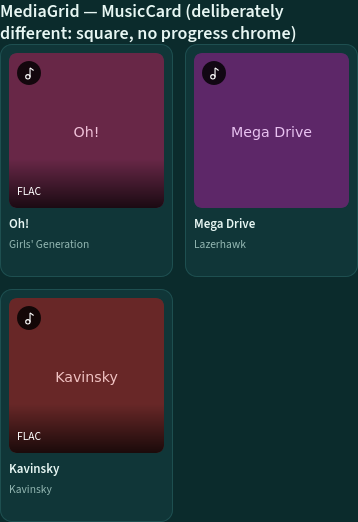 MediaGrid — MusicCard (deliberately
different: square, no progress chrome)
Oh!
FLAC
Oh!
Girls' Generation
Mega Drive
Mega Drive
Lazerhawk
Kavinsky
FLAC
Kavinsky
Kavinsky